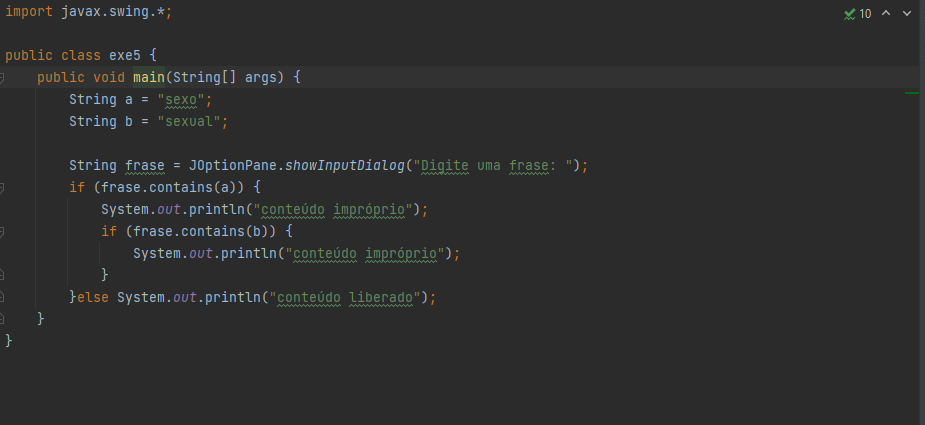 import javax.swing.*;
10
public class exe5 {
public void main(String[] args) {
String a = "sexo";
String b = "sexual";
String frase = JOptionPane.showInputDialog("Digite uma frase: ");
if (frase.contains(a)) {
System.out.println("conteúdo impróprio");
if (frase.contains(b)) {
System.out.println("conteúdo impróprio");
}
}else System.out.println("conteúdo liberado");
}
}